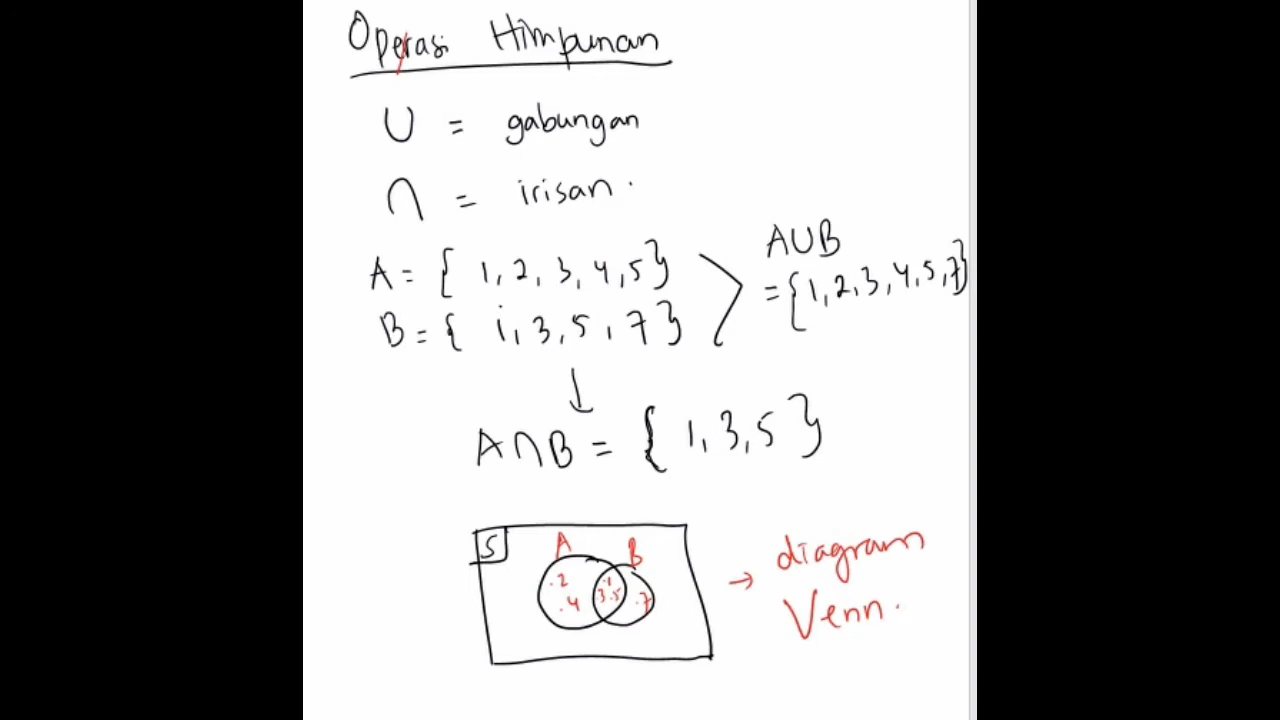 Operasi Himpunan
∪ = gabungan
∩ = irisan.
A = { 1, 2, 3, 4, 5 }
B = { 1, 3, 5, 7 }
A∪B
= { 1, 2, 3, 4, 5, 7 }
↓
A∩B = { 1, 3, 5 }
S
A B
.2 .1
3 .5
.4 .7
→ diagram
Venn.